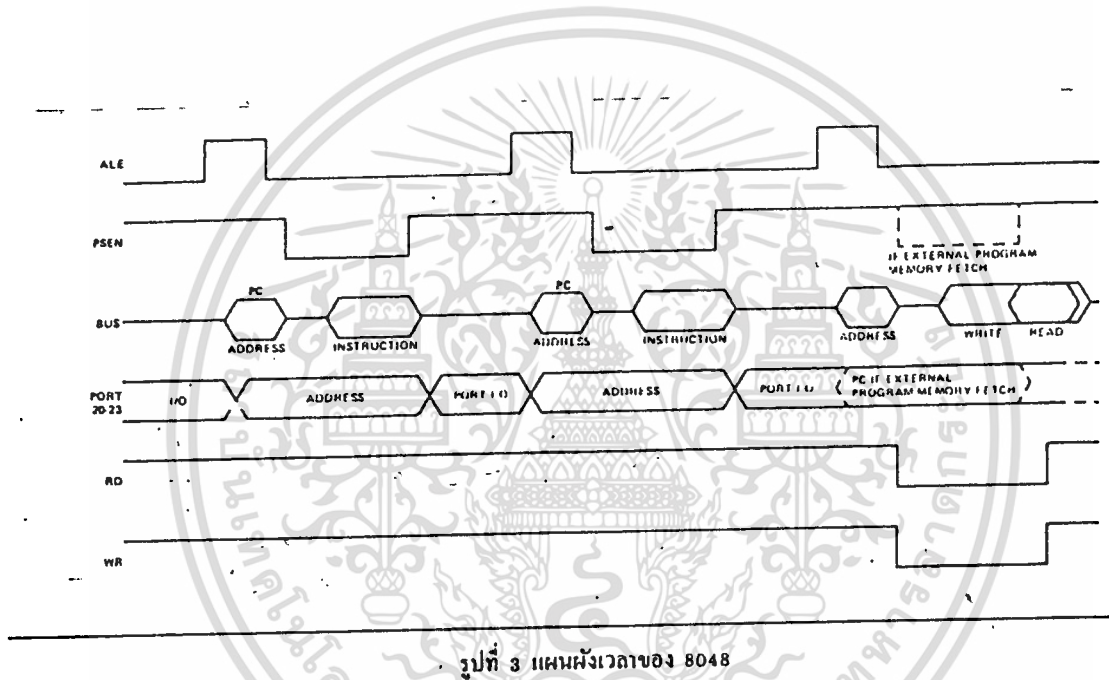 ALE
PSEN
IF EXTERNAL PROGRAM
MEMORY FETCH
PC
PC
BUS
ADDRESS
INSTRUCTION
ADDRESS
INSTRUCTION
ADDRESS
WRITE
READ
PORT
20-23
I/O
ADDRESS
PORT I/O
ADDRESS
PORT I/O
PC IF EXTERNAL
PROGRAM MEMORY FETCH
RD
WR
รูปที่ 3 แผนผังเวลาของ 8048